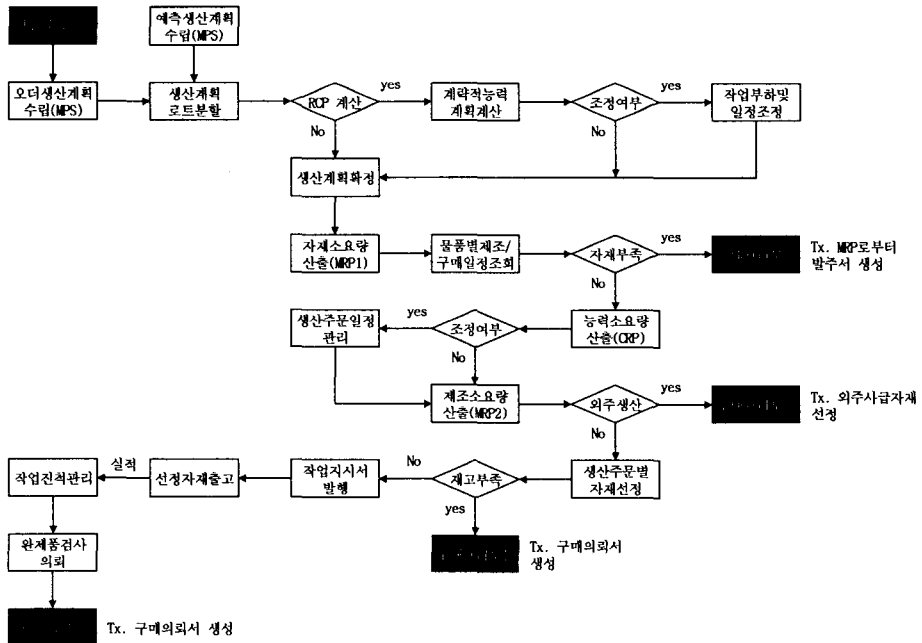 예측생산계획
수립(MPS)
오더생산계획
수립(MPS)
생산계획
로트분할
RCP 계산
yes
No
계략적능력
계획계산
조정여부
yes
No
작업부하및
일정조정
생산계획확정
자재소요량
산출(MRP1)
물품별제조/
구매일정조회
자재부족
yes
No
Tx. MRP로부터
발주서 생성
생산주문일정
관리
yes
조정여부
No
능력소요량
산출(CRP)
제조소요량
산출(MRP2)
외주생산
yes
No
Tx. 외주사급자재
선정
작업진척관리
실적
선정자재출고
작업지시서
발행
No
재고부족
yes
생산주문별
자재선정
완제품검사
의뢰
Tx. 구매의뢰서
생성
Tx. 구매의뢰서 생성